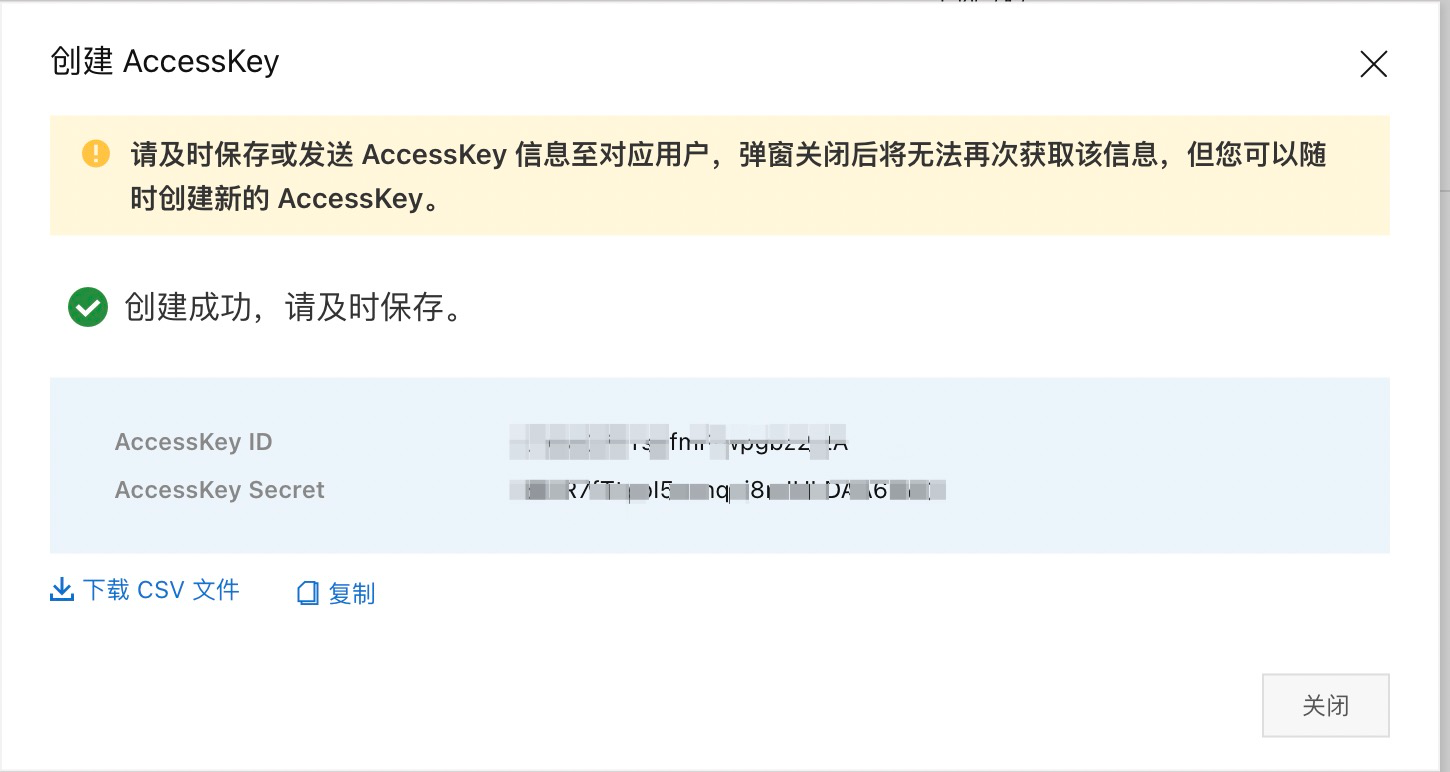 创建 AccessKey
请及时保存或发送 AccessKey 信息至对应用户，弹窗关闭后将无法再次获取该信息，但您可以随
时创建新的 AccessKey。
创建成功，请及时保存。
AccessKey ID
AccessKey Secret
下载 CSV 文件 复制
关闭